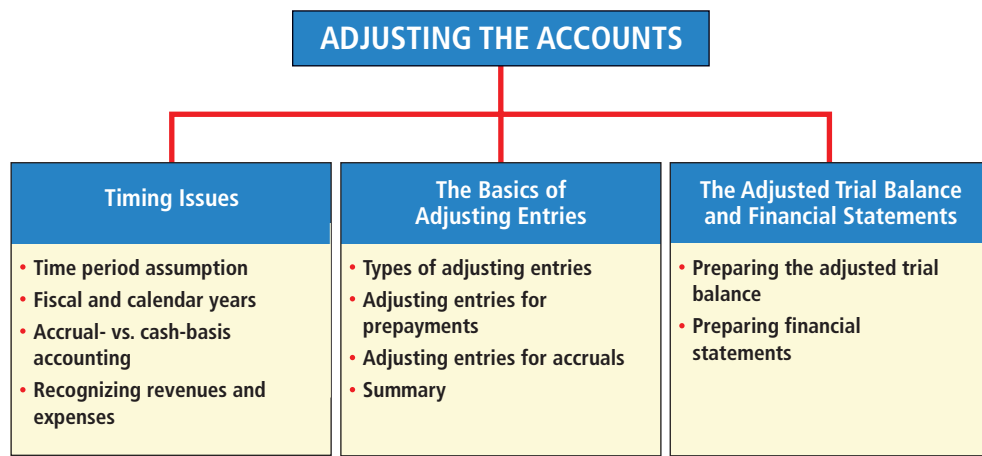 ADJUSTING THE ACCOUNTS
Timing Issues
• Time period assumption
• Fiscal and calendar years
• Accrual- vs. cash-basis
accounting
• Recognizing revenues and
expenses
The Basics of
Adjusting Entries
• Types of adjusting entries
• Adjusting entries for
prepayments
• Adjusting entries for accruals
• Summary
The Adjusted Trial Balance
and Financial Statements
• Preparing the adjusted trial
balance
• Preparing financial
statements